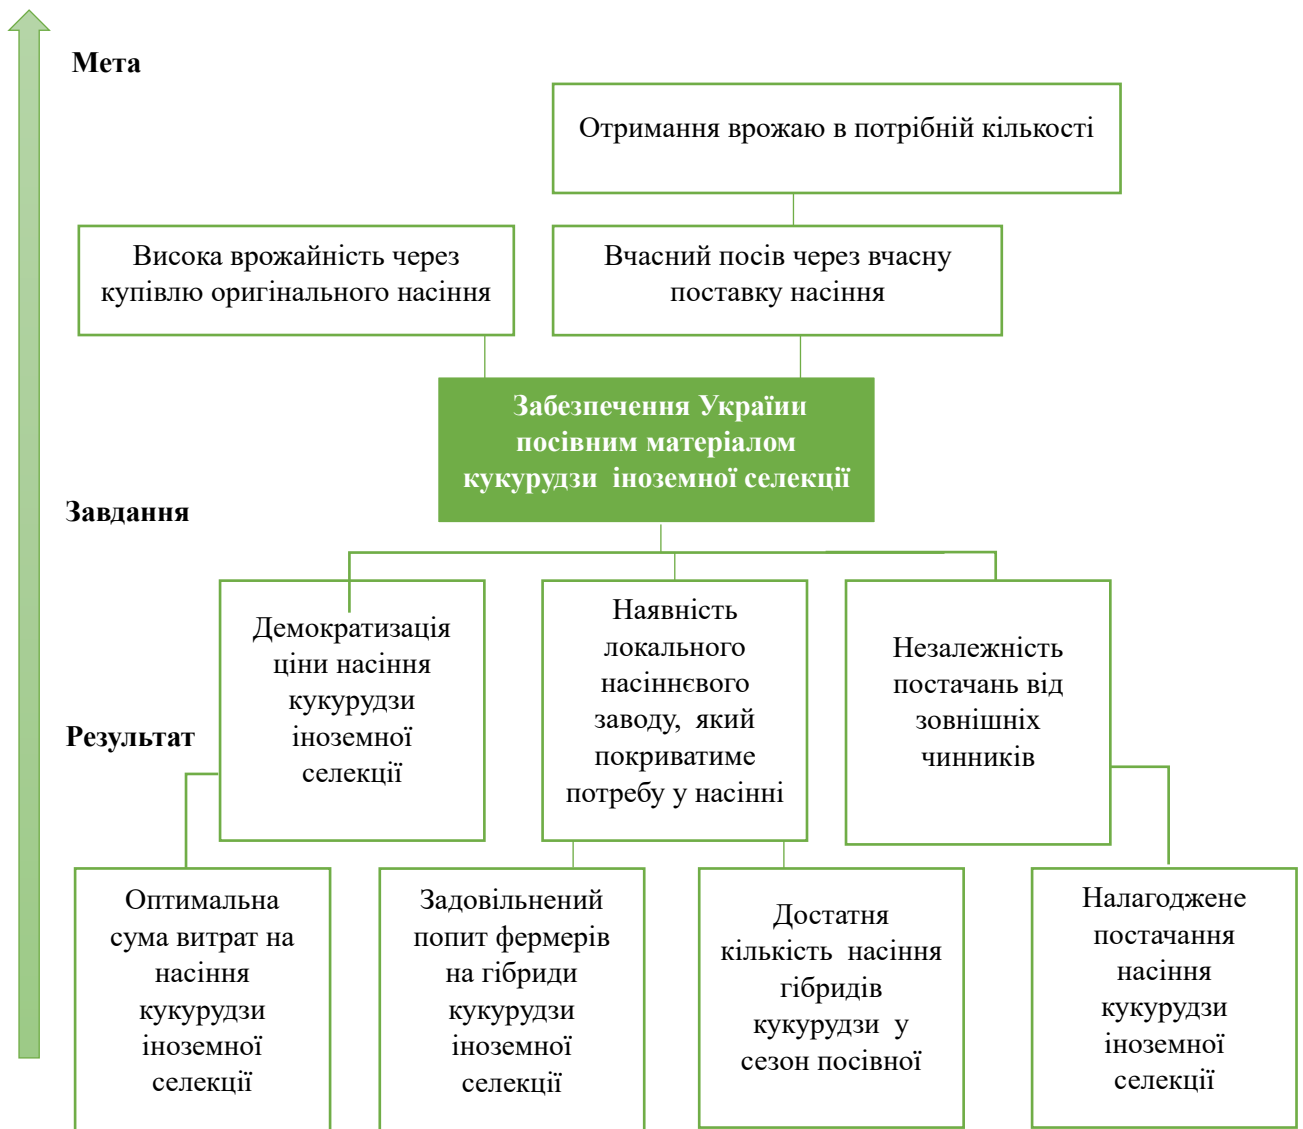 Мета
Отримання врожаю в потрібній кількості
Висока врожайність через
купівлю оригінального насіння
Вчасний посів через вчасну
поставку насіння
Забезпечення України
посівним матеріалом
кукурудзи іноземної селекції
Завдання
Демократизація
ціни насіння
кукурудзи
іноземної
селекції
Наявність
локального
насіннєвого
заводу, який
покриватиме
потребу у насінні
Незалежність
постачань від
зовнішніх
чинників
Результат
Оптимальна
сума витрат на
насіння
кукурудзи
іноземної
селекції
Задовільнений
попит фермерів
на гібриди
кукурудзи
іноземної
селекції
Достатня
кількість насіння
гібридів
кукурудзи у
сезон посівної
Налагоджене
постачання
насіння
кукурудзи
іноземної
селекції